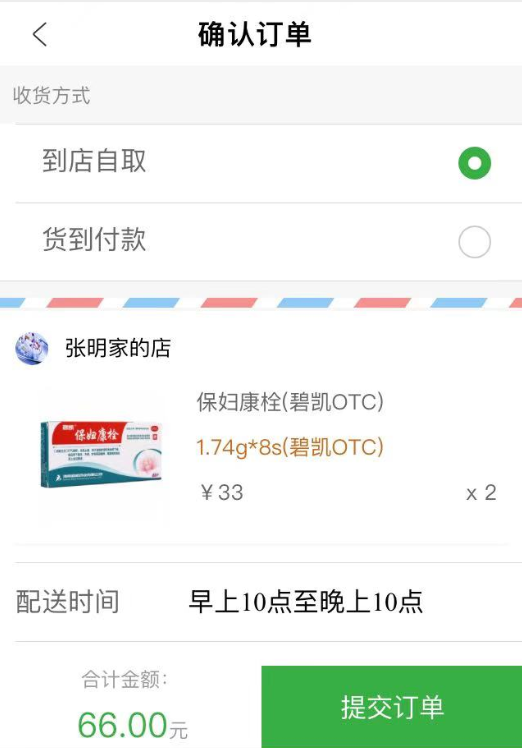 确认订单
收货方式
到店自取
货到付款
张明家的店
保妇康栓(碧凯OTC)
保妇康栓
1.74g*8s(碧凯OTC)
￥33
x 2
配送时间
早上10点至晚上10点
合计金额:
66.00元
提交订单